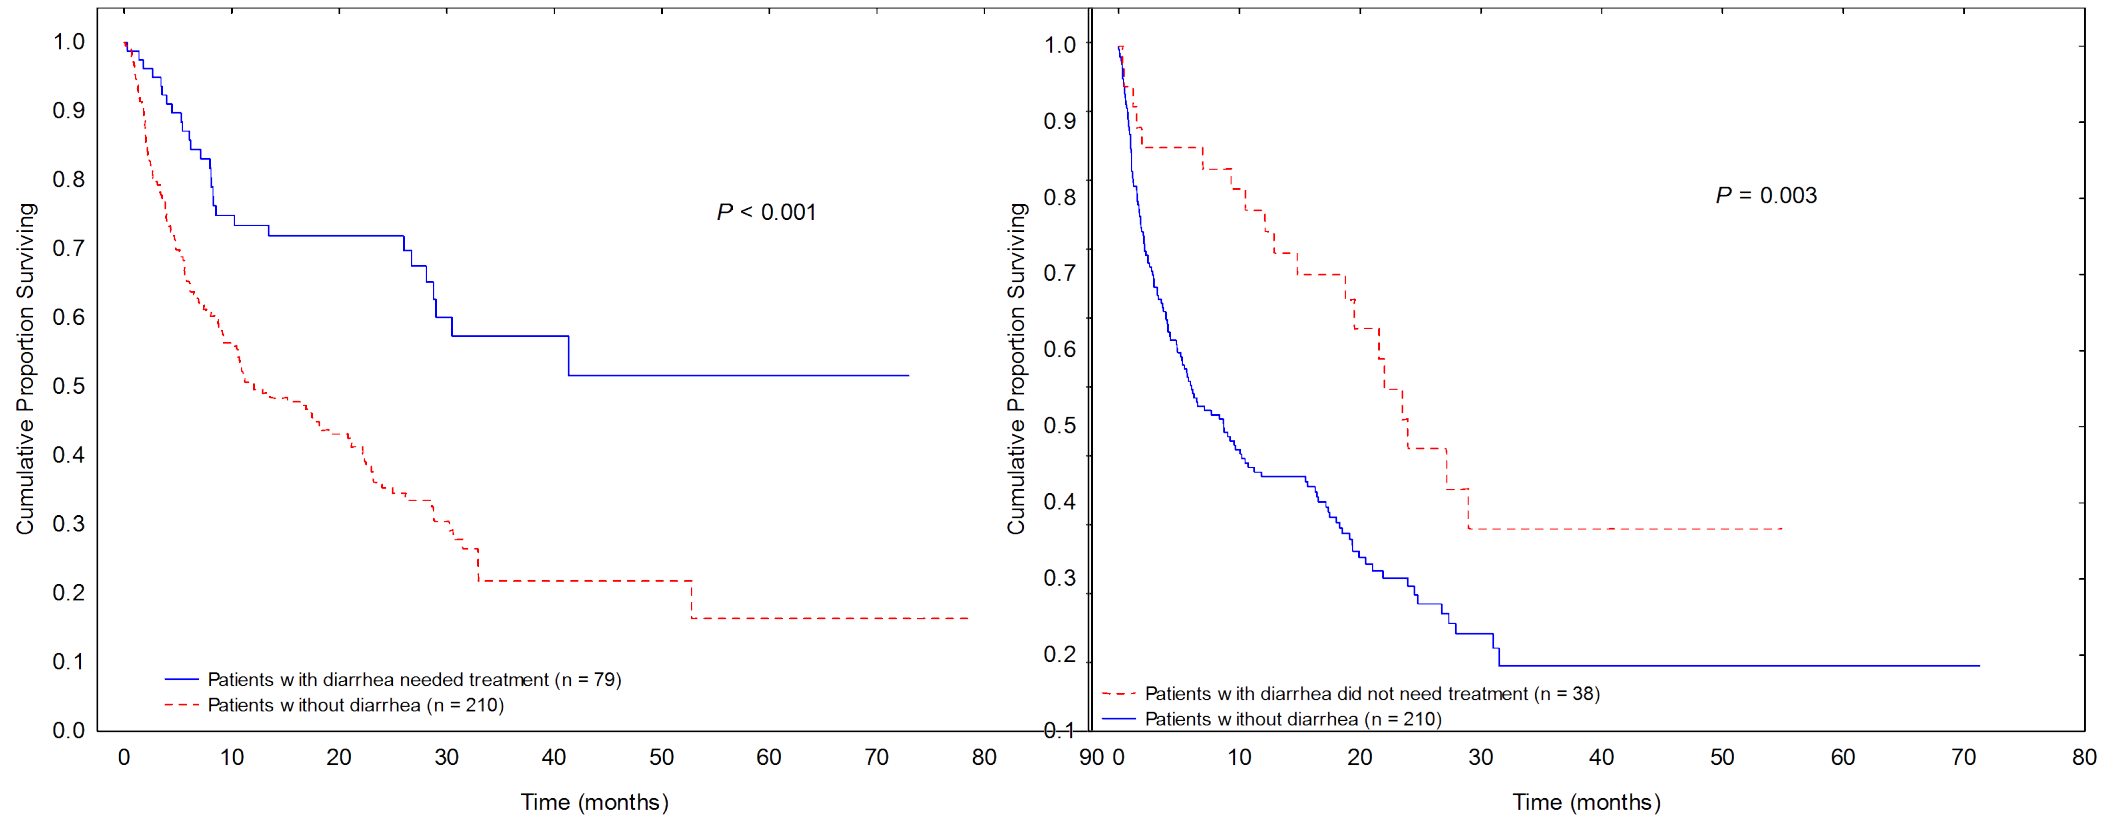 Cumulative Proportion Surviving
1.0
0.9
0.8
0.7
0.6
0.5
0.4
0.3
0.2
0.1
0.0
P < 0.001
Patients with diarrhea needed treatment (n = 79)
Patients without diarrhea (n = 210)
0 10 20 30 40 50 60 70 80 90
Time (months)
Cumulative Proportion Surviving
1.0
0.9
0.8
0.7
0.6
0.5
0.4
0.3
0.2
0.1
P = 0.003
Patients with diarrhea did not need treatment (n = 38)
Patients without diarrhea (n = 210)
0 10 20 30 40 50 60 70 80
Time (months)